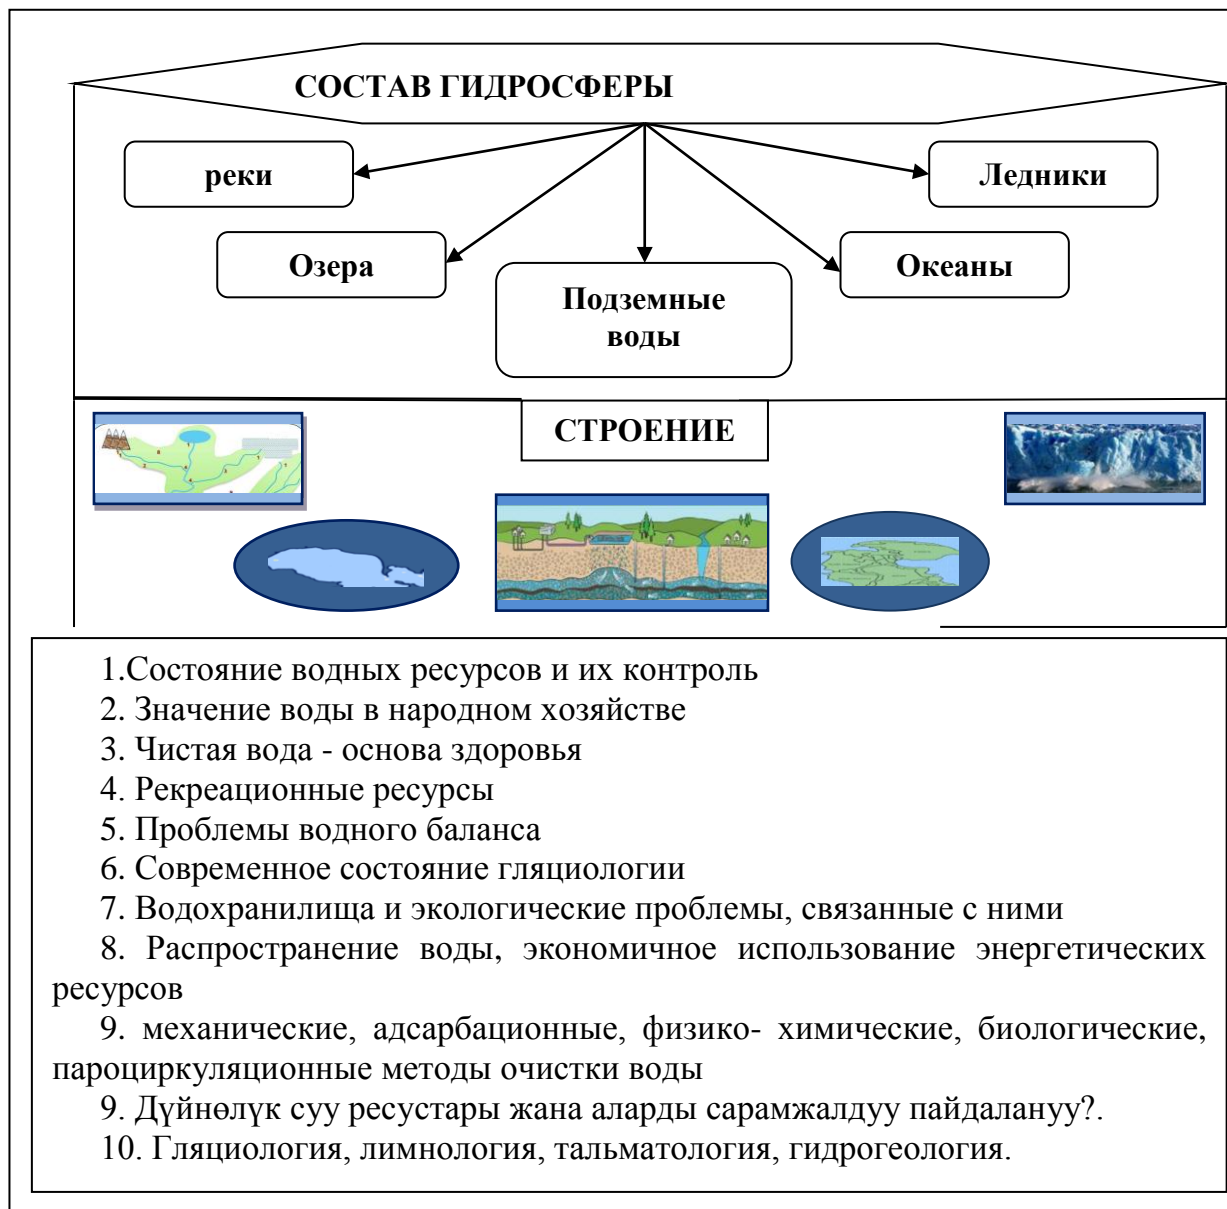 СОСТАВ ГИДРОСФЕРЫ
реки
Ледники
Озера
Океаны
Подземные
воды
СТРОЕНИЕ
1.Состояние водных ресурсов и их контроль
2. Значение воды в народном хозяйстве
3. Чистая вода - основа здоровья
4. Рекреационные ресурсы
5. Проблемы водного баланса
6. Современное состояние гляциологии
7. Водохранилища и экологические проблемы, связанные с ними
8. Распространение воды, экономичное использование энергетических
ресурсов
9. механические, адсарбационные, физико- химические, биологические,
пароциркуляционные методы очистки воды
9. Дүйнөлүк суу ресустары жана аларды сарамжалдуу пайдалануу?.
10. Гляциология, лимнология, тальматология, гидрогеология.